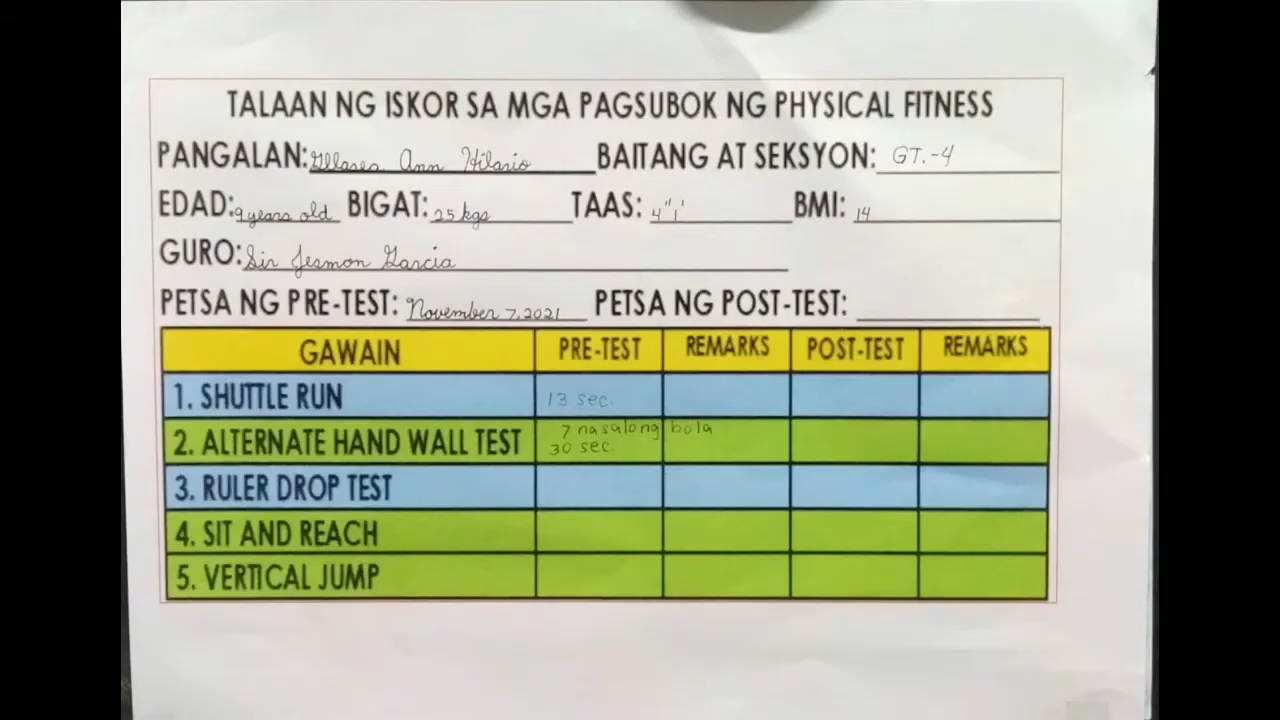 TALAAN NG ISKOR SA MGA PAGSUBOK NG PHYSICAL FITNESS
PANGALAN: Ann Hilario BAITANG AT SEKSYON: GT.-4
EDAD: 9 years old BIGAT: 25 kgs TAAS: 4"1' BMI: 14
GURO: Sir Jesmon Garcia
PETSA NG PRE-TEST: November 7, 2021 PETSA NG POST-TEST:
GAWAIN PRE-TEST REMARKS POST-TEST REMARKS
1. SHUTTLE RUN 13 sec.
2. ALTERNATE HAND WALL TEST 7 nasalong bola
30 sec.
3. RULER DROP TEST
4. SIT AND REACH
5. VERTICAL JUMP